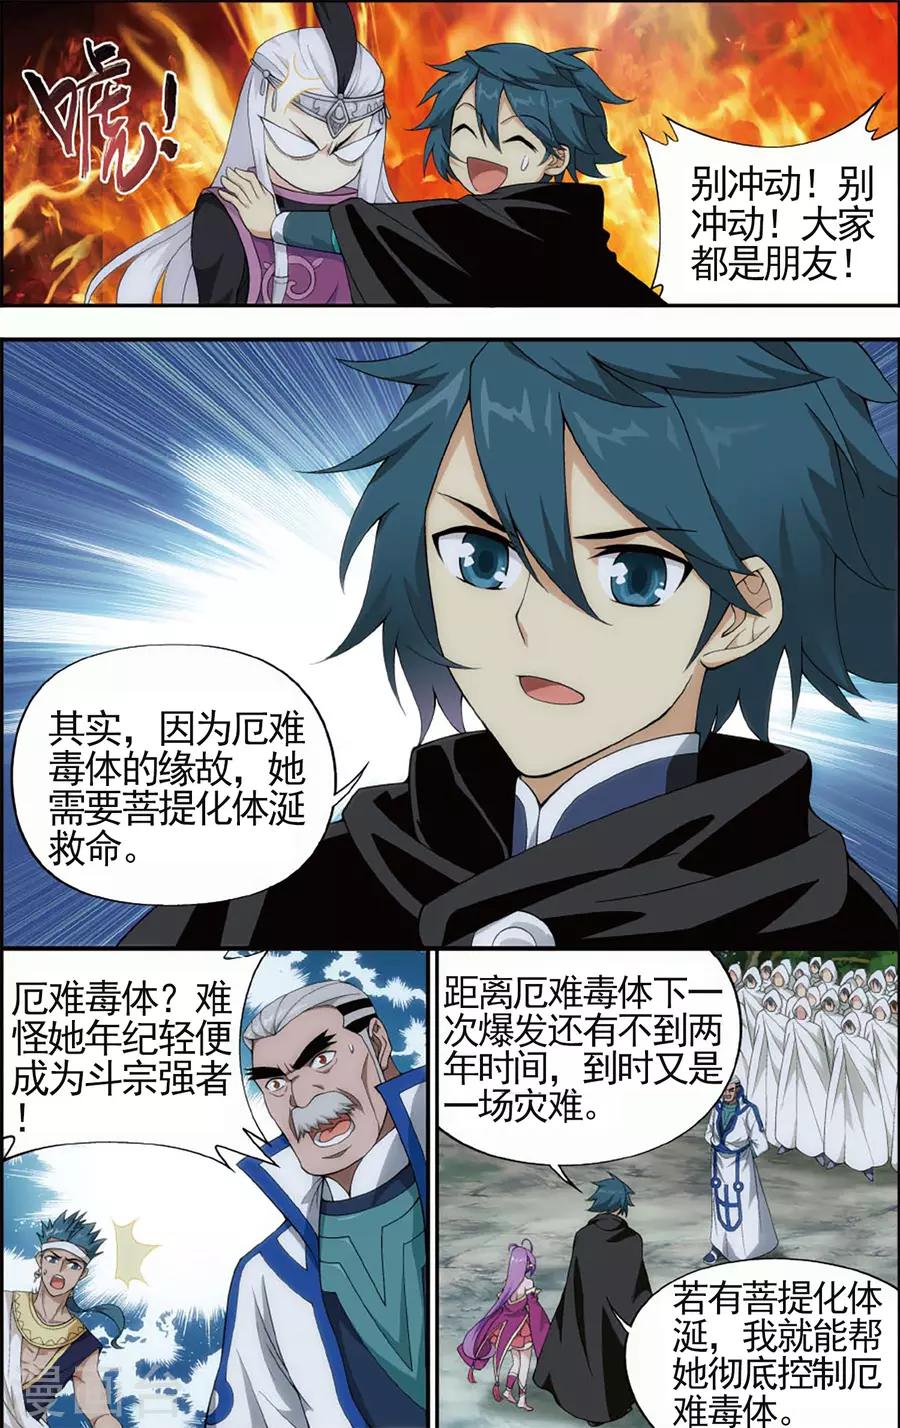 唬!
别冲动！别
冲动！大家
都是朋友！
其实，因为厄难
毒体的缘故，她
需要菩提化体涎
救命。
厄难毒体？难
怪她年纪轻便
成为斗宗强者
！
距离厄难毒体下一
次爆发还有不到两
年时间，到时又是
一场灾难。
若有菩提化体
涎，我就能帮
她彻底控制厄
难毒体。
漫画台